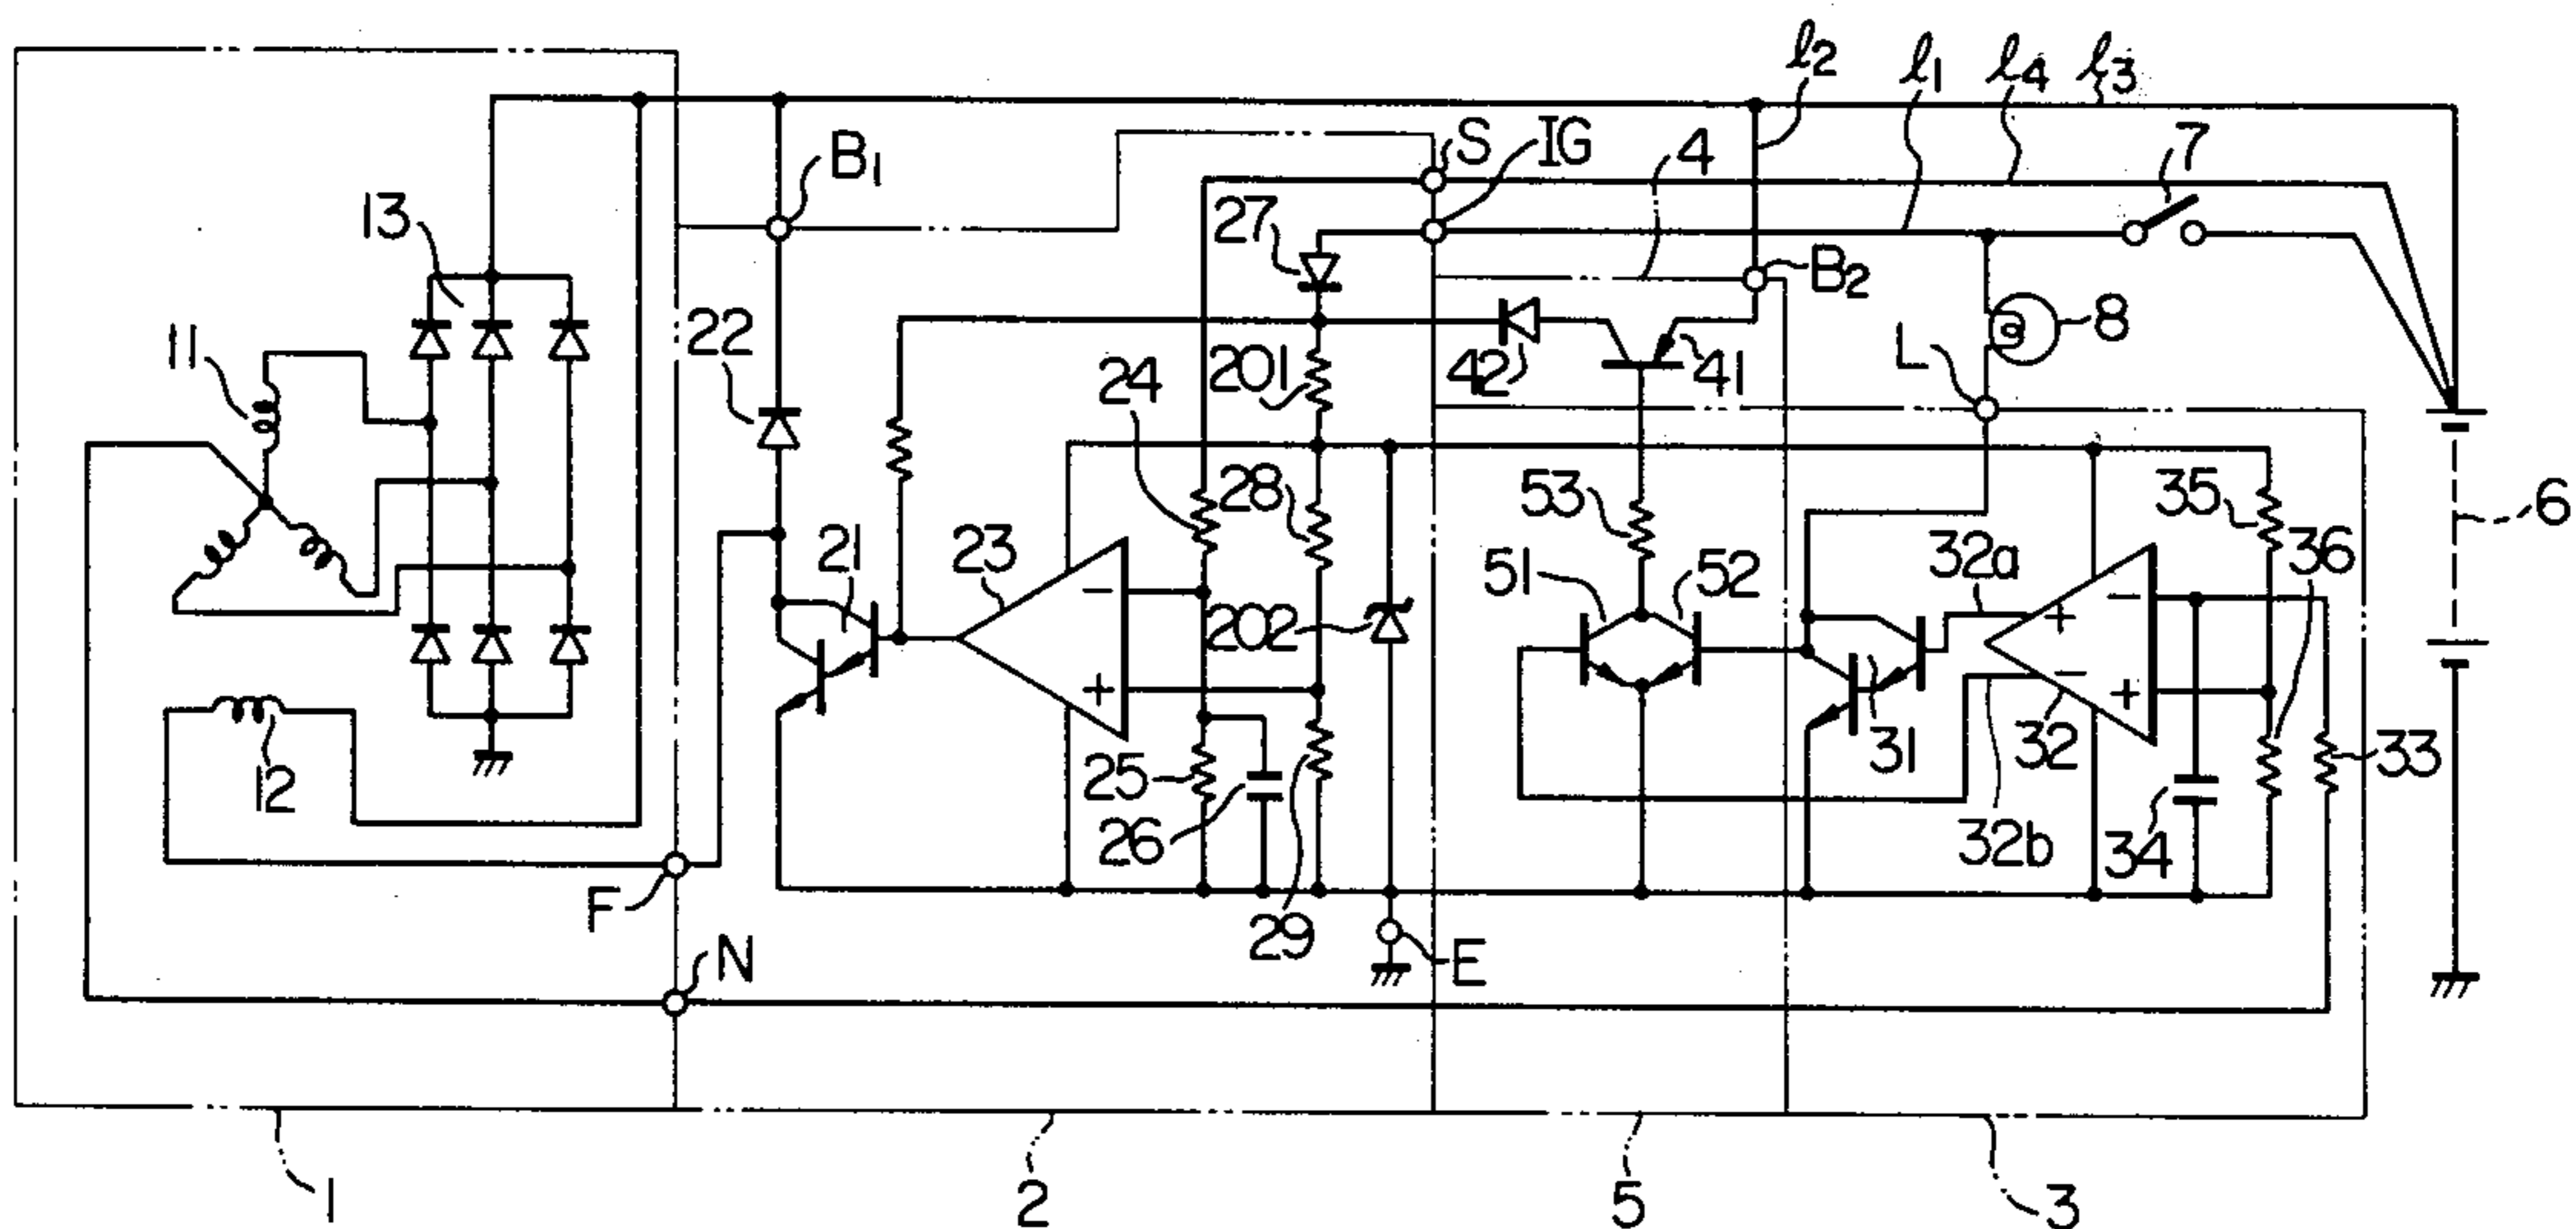 l2 l1 l4 l3
B1 S IG 4 7
13 27 B2
11 22 24 201 42 41 L 8
28 53 35 6
21 23 51 52 32a 36
202
- + + - - +
12 25 31 32 33
26 32b 34
F 29 E
N
1 2 5 3